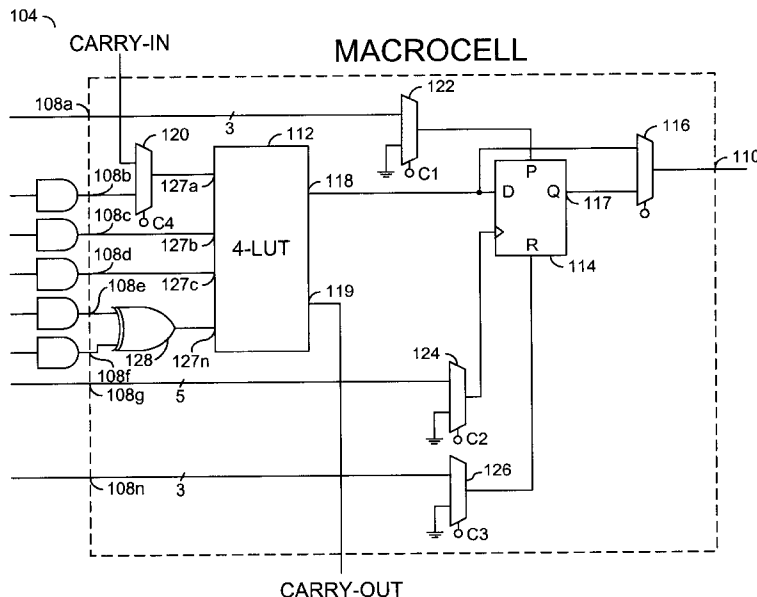 104
CARRY-IN
MACROCELL
108a
3
122
120
112
116
C1
110
108b
127a
118
P
108c
C4
D
Q
117
127b
4-LUT
108d
R
127c
119
114
108e
128
127n
124
108f
108g
5
C2
126
108n
3
C3
CARRY-OUT